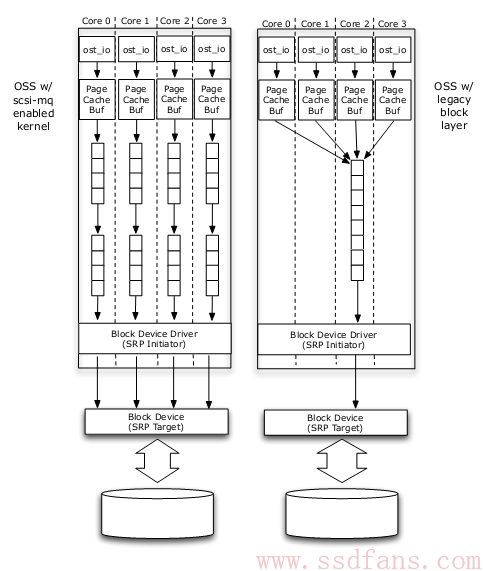 Core 0 Core 1 Core 2 Core 3
ost_io ost_io ost_io ost_io
Page Page Page Page
Cache Cache Cache Cache
Buf Buf Buf Buf
OSS w/
scsi-mq
enabled
kernel
Block Device Driver
(SRP Initiator)
Block Device
(SRP Target)
Core 0 Core 1 Core 2 Core 3
ost_io ost_io ost_io ost_io
Page Page Page Page
Cache Cache Cache Cache
Buf Buf Buf Buf
OSS w/
legacy
block
layer
Block Device Driver
(SRP Initiator)
Block Device
(SRP Target)
www.ssdfans.com